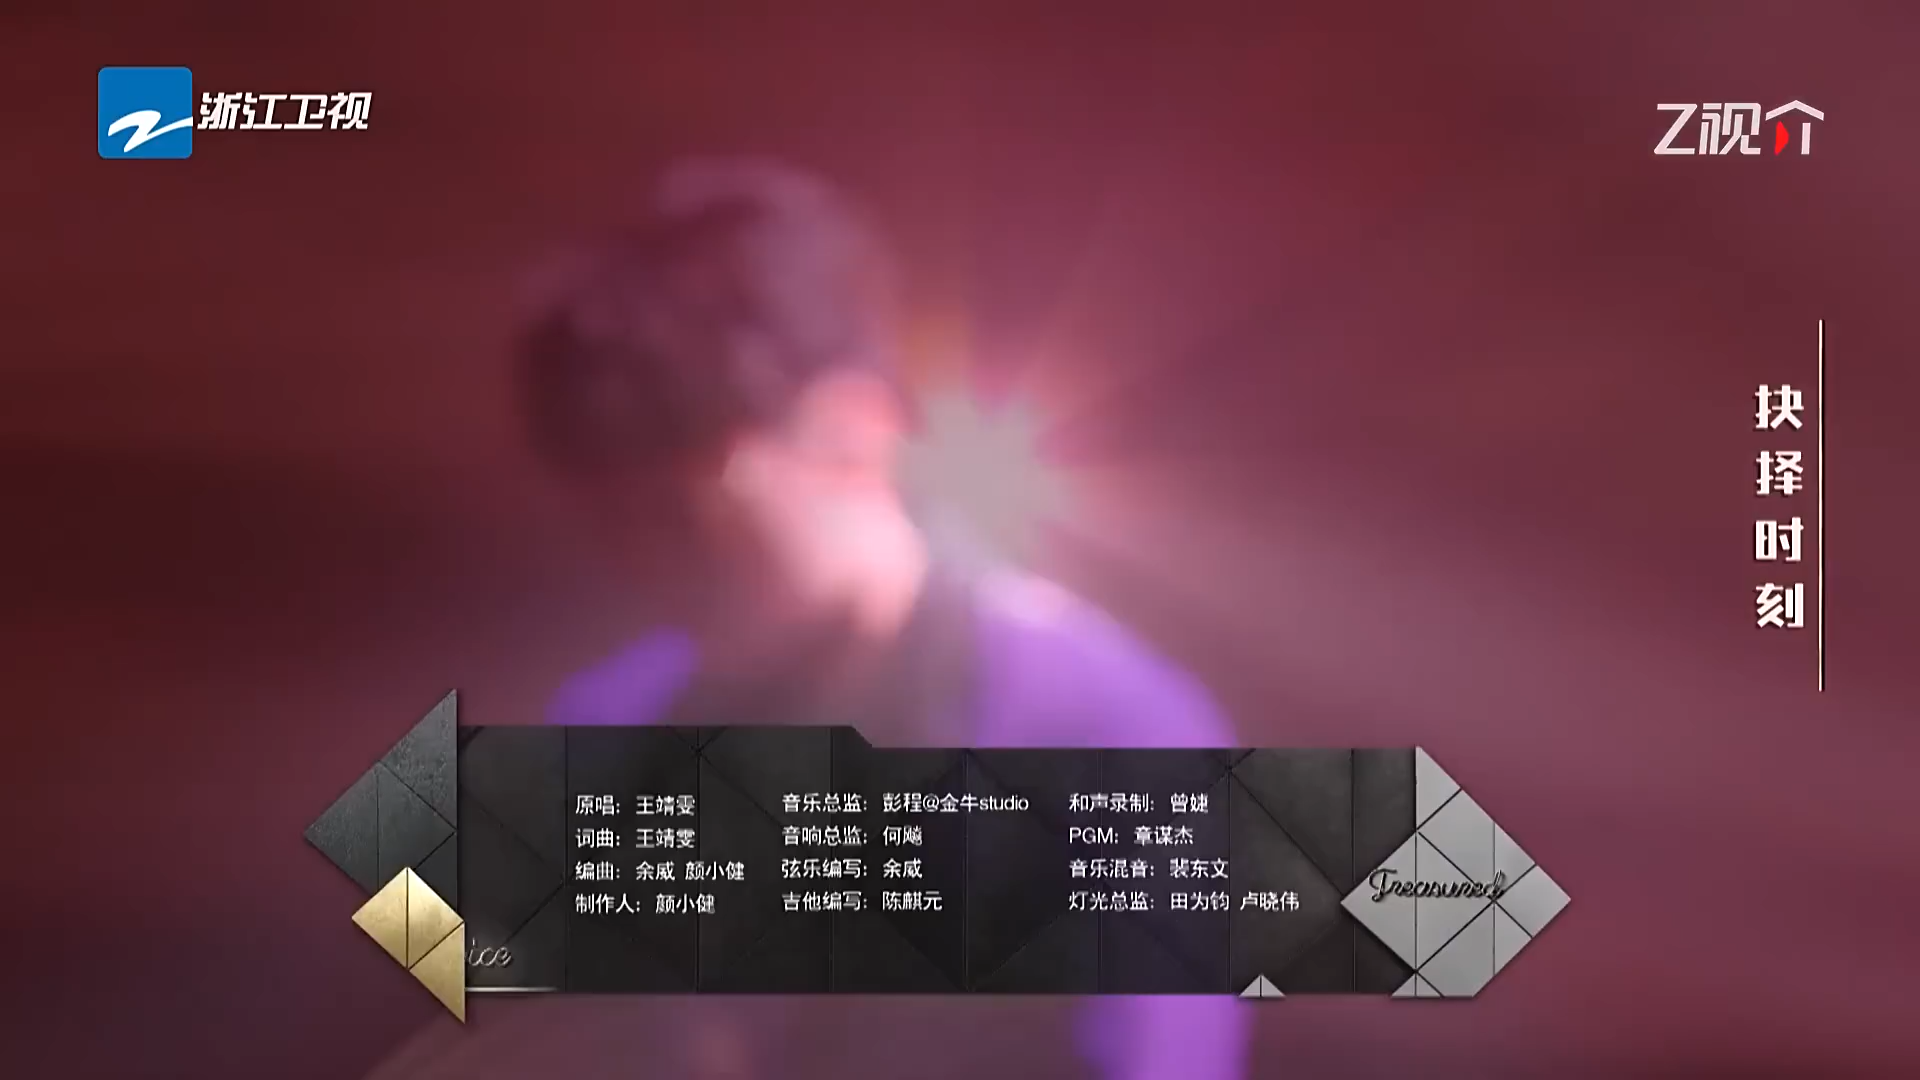 浙江卫视
Z视介
抉择时刻
原唱：王靖雯
词曲：王靖雯
编曲：余威 颜小健
制作人：颜小健
音乐总监：彭程@金牛studio
音响总监：何飚
弦乐编写：余威
吉他编写：陈麒元
和声录制：曾婕
PGM：章谋杰
音乐混音：裴东文
灯光总监：田为钧 卢晓伟
Treasured
ice